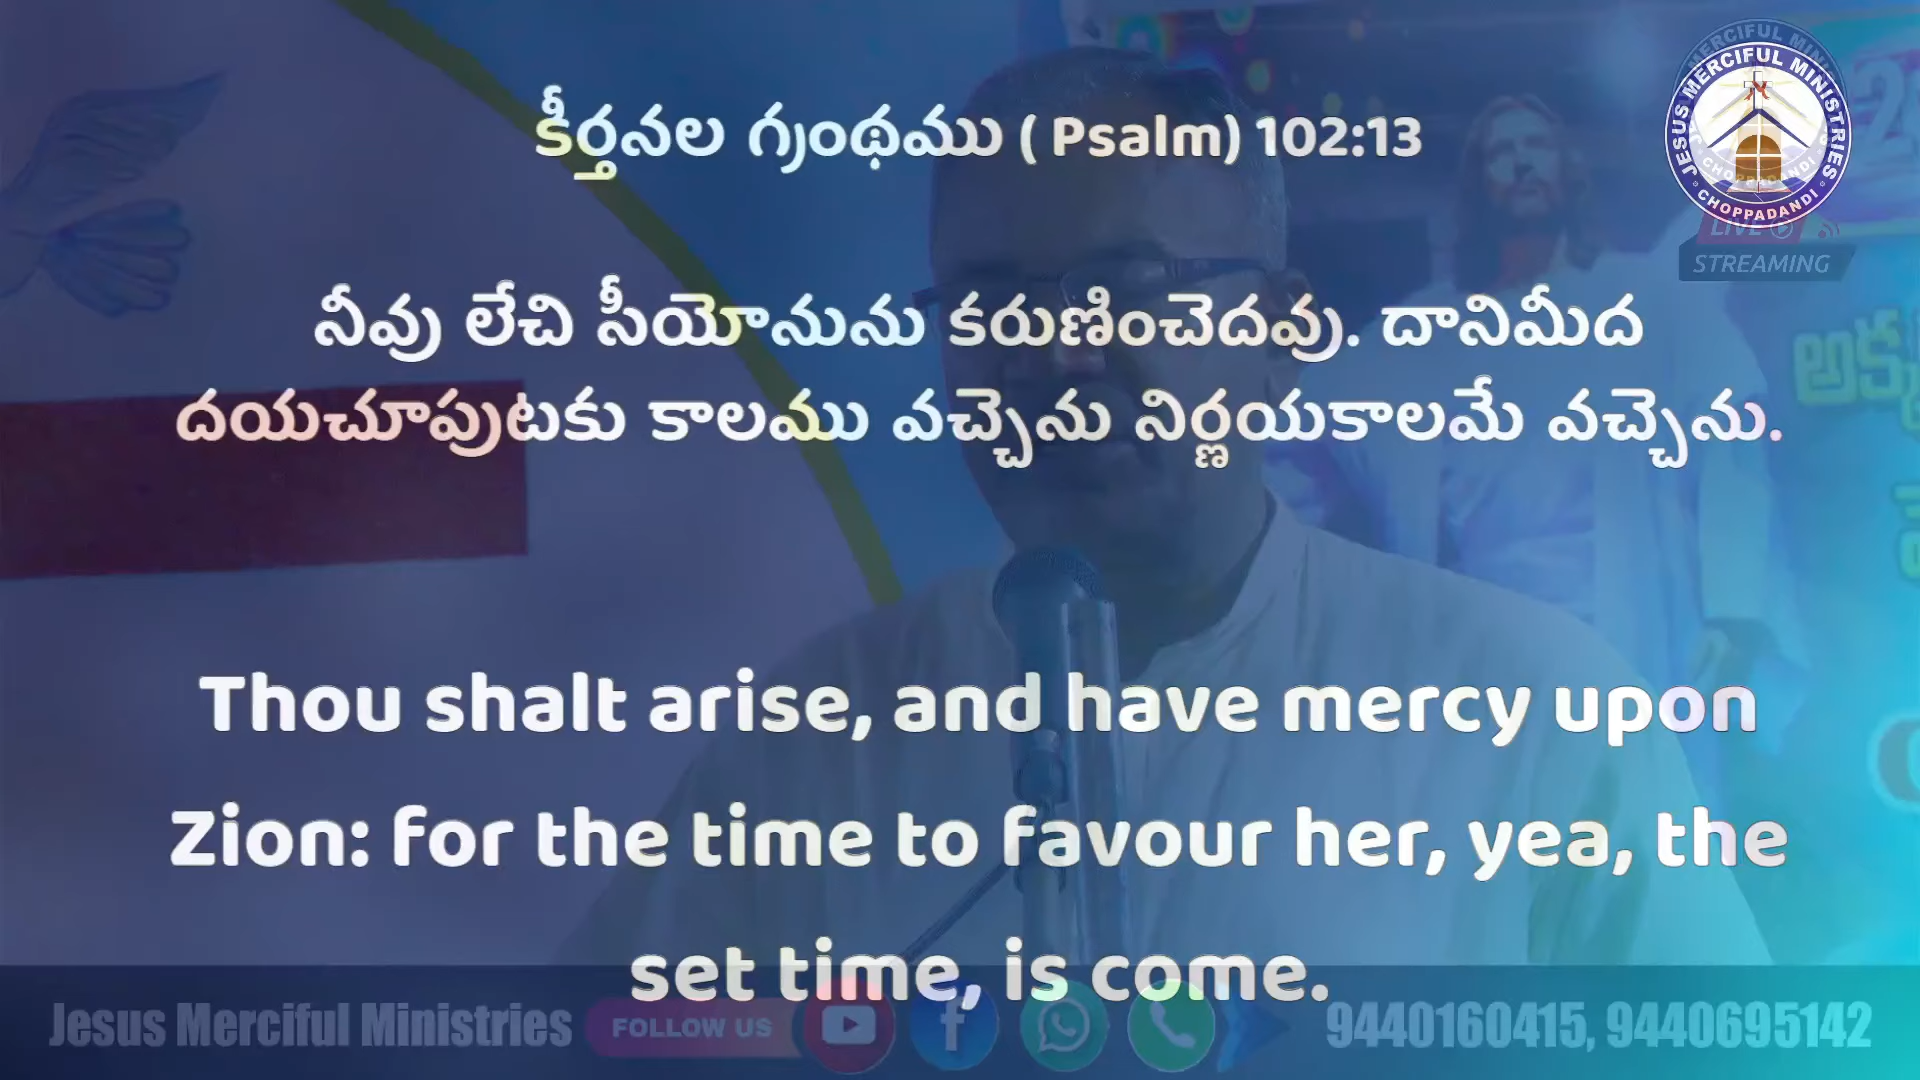 కీర్తనల గ్రంథము ( Psalm) 102:13
JESUS MERCIFUL MINISTRIES
CHOPPADANDI
LIVE
STREAMING
నీవు లేచి సీయోనును కరుణించెదవు. దానిమీద
దయచూపుటకు కాలము వచ్చెను నిర్ణయకాలమే వచ్చెను.
Thou shalt arise, and have mercy upon
Zion: for the time to favour her, yea, the
set time, is come.
Jesus Merciful Ministries FOLLOW US 9440160415, 9440695142